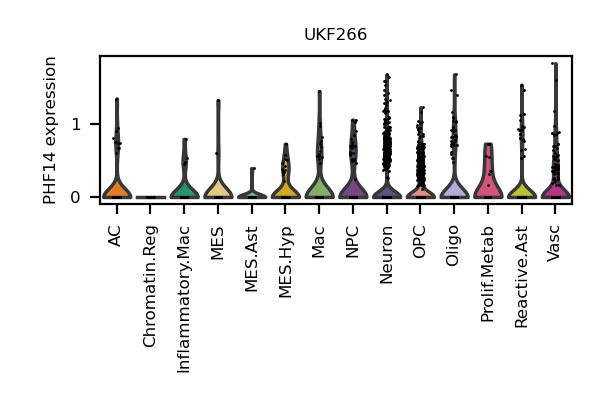 UKF266
PHF14 expression
1
0
AC
Chromatin.Reg
Inflammatory.Mac
MES
MES.Ast
MES.Hyp
Mac
NPC
Neuron
OPC
Oligo
Prolif.Metab
Reactive.Ast
Vasc